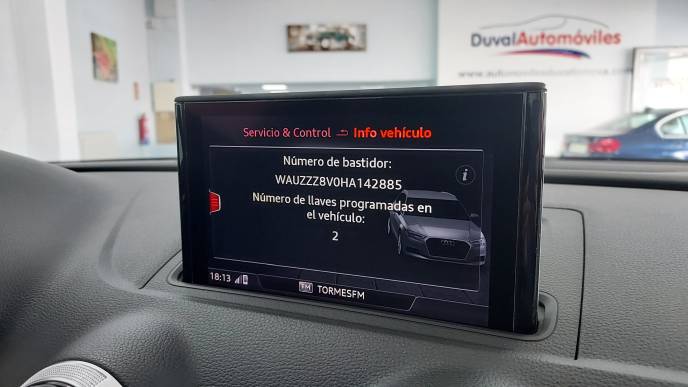 DuvalAutomóviles
Servicio & Control Info vehículo
Número de bastidor:
WAUZZZ8V0HA142885
Número de llaves programadas en
el vehículo:
2
i
18:13
FM TORMESFM